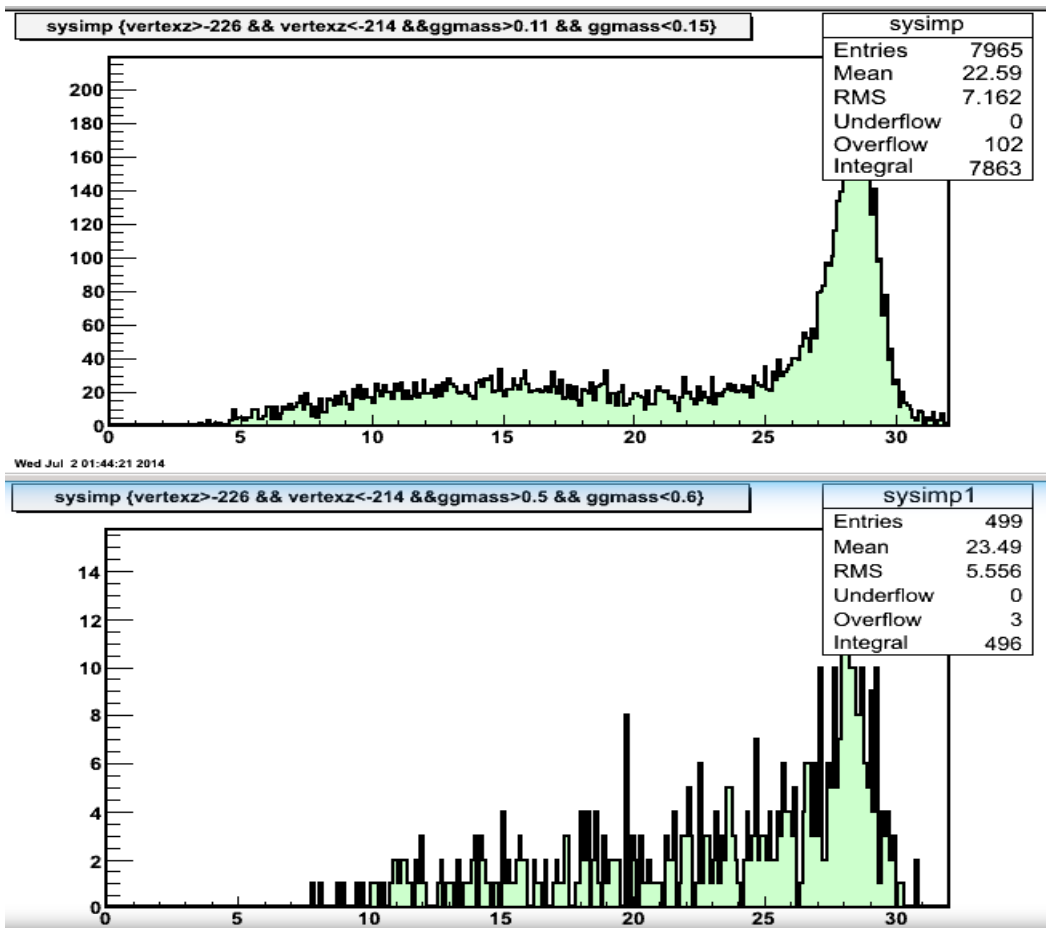 sysimp {vertexz>-226 && vertexz<-214 &&ggmass>0.11 && ggmass<0.15}
sysimp
Entries 7965
Mean 22.59
RMS 7.162
Underflow 0
Overflow 102
Integral 7863
200
180
160
140
120
100
80
60
40
20
0
0 5 10 15 20 25 30
Wed Jul 2 01:44:21 2014
sysimp {vertexz>-226 && vertexz<-214 &&ggmass>0.5 && ggmass<0.6}
sysimp1
Entries 499
Mean 23.49
RMS 5.556
Underflow 0
Overflow 3
Integral 496
14
12
10
8
6
4
2
0
0 5 10 15 20 25 30